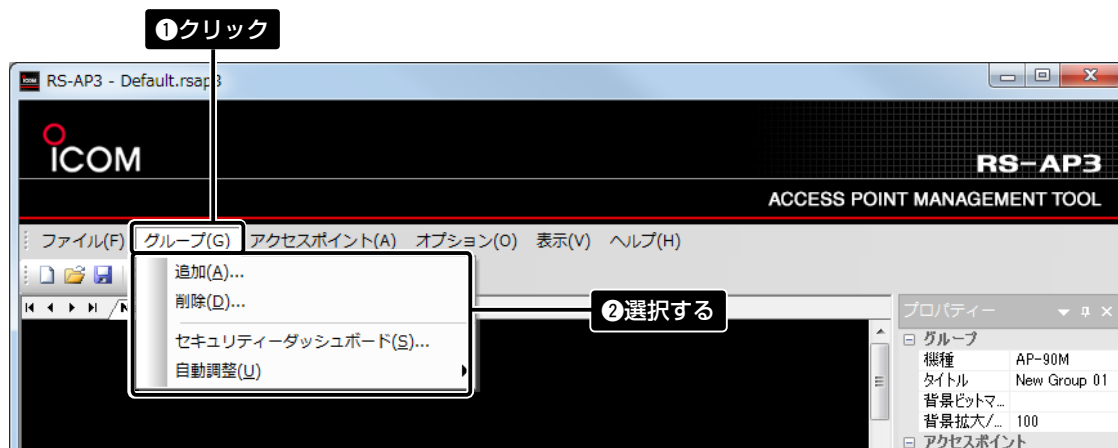 ❶クリック
RS-AP3 - Default.rsap3
ICOM
RS-AP3
ACCESS POINT MANAGEMENT TOOL
ファイル(F) グループ(G) アクセスポイント(A) オプション(O) 表示(V) ヘルプ(H)
追加(A)...
削除(D)...
セキュリティーダッシュボード(S)...
自動調整(U)
❷選択する
プロパティー
グループ
機種 AP-90M
タイトル New Group 01
背景ビットマ...
背景拡大/... 100
アクセスポイント